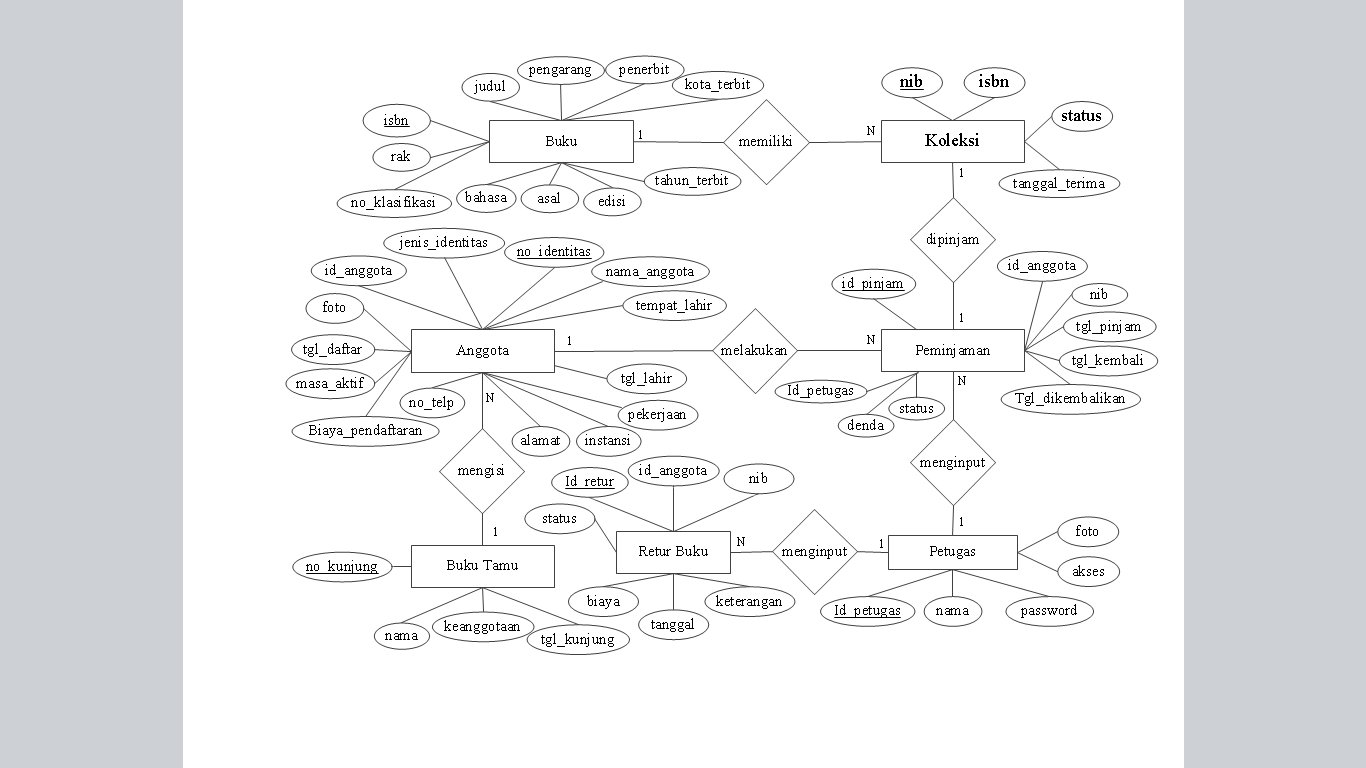 pengarang
penerbit
judul
kota_terbit
nib
isbn
isbn
status
Buku
1
memiliki
N
Koleksi
rak
1
tahun_terbit
tanggal_terima
no_klasifikasi
bahasa
asal
edisi
jenis_identitas
no_identitas
dipinjam
id_anggota
nama_anggota
id_anggota
foto
tempat_lahir
id_pinjam
nib
1
tgl_pinjam
tgl_daftar
Anggota
1
melakukan
N
Peminjaman
tgl_kembali
masa_aktif
tgl_lahir
N
no_telp
N
Id_petugas
status
Tgl_dikembalikan
pekerjaan
denda
Biaya_pendaftaran
alamat
instansi
mengisi
menginput
id_anggota
Id_retur
nib
status
1
1
foto
N
1
Buku Tamu
Retur Buku
menginput
Petugas
no_kunjung
akses
biaya
keterangan
Id_petugas
nama
password
nama
keanggotaan
tanggal
tgl_kunjung